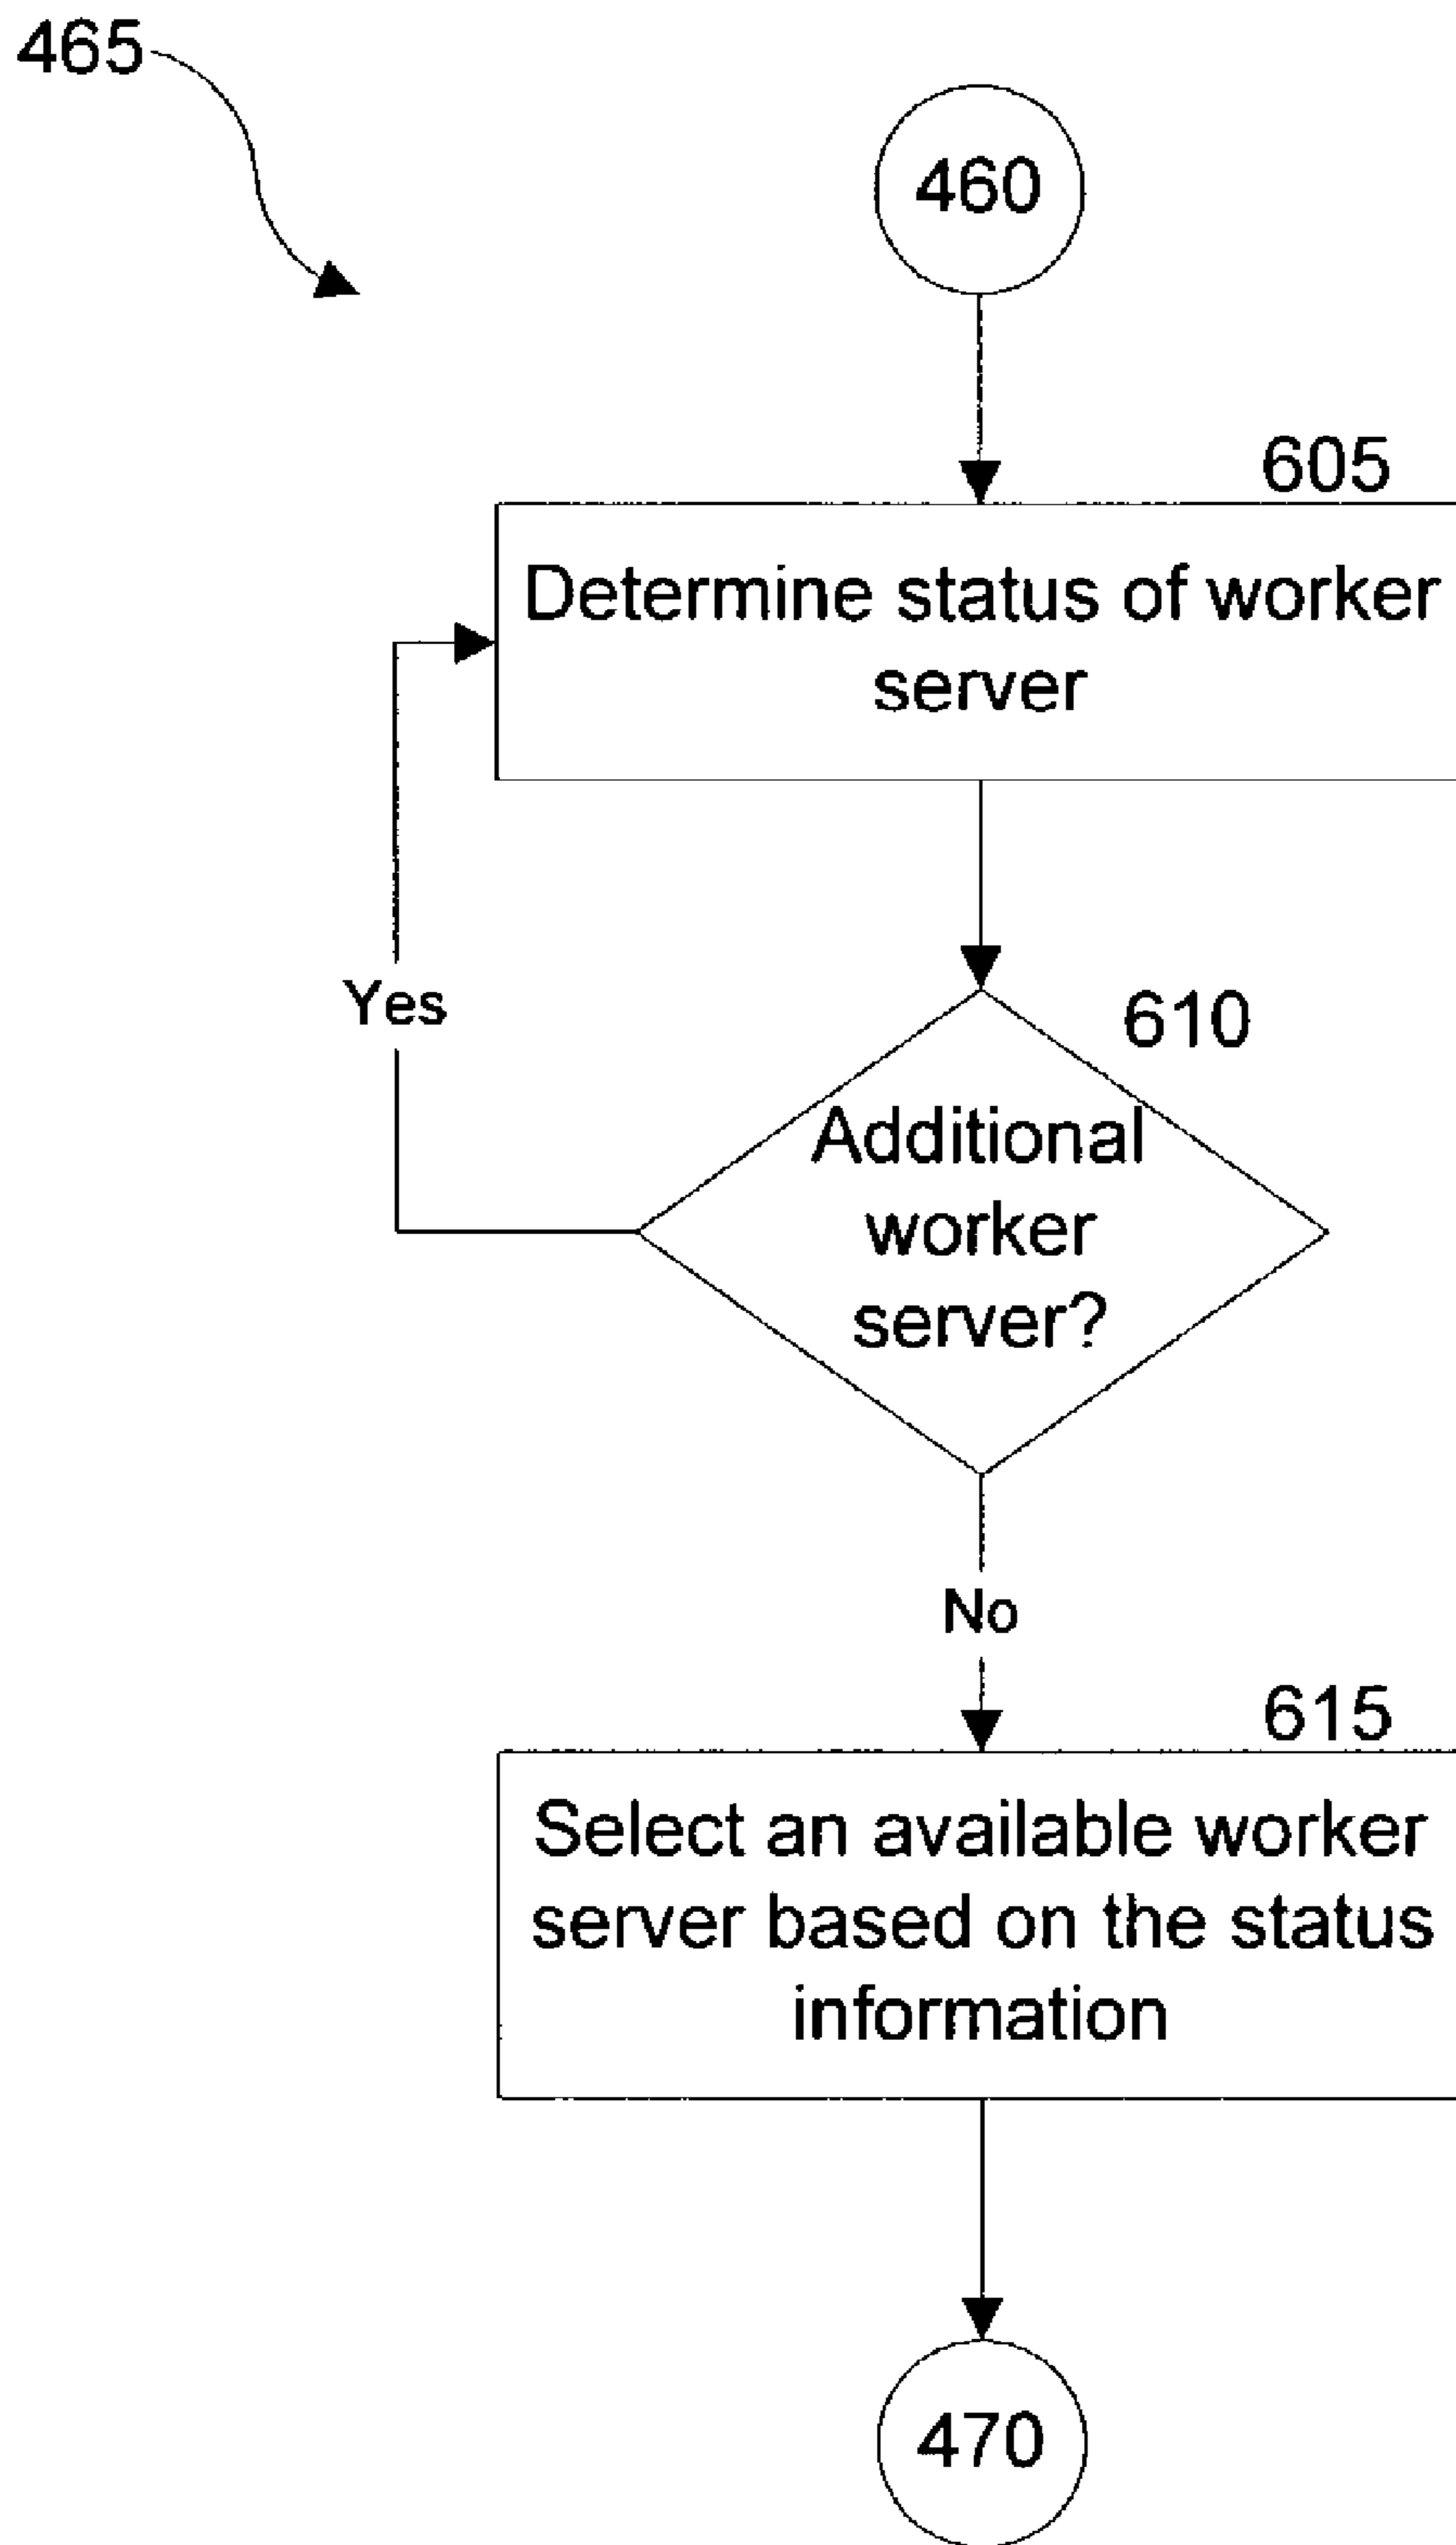 465
460
605
Determine status of worker
server
Yes
610
Additional
worker
server?
No
615
Select an available worker
server based on the status
information
470